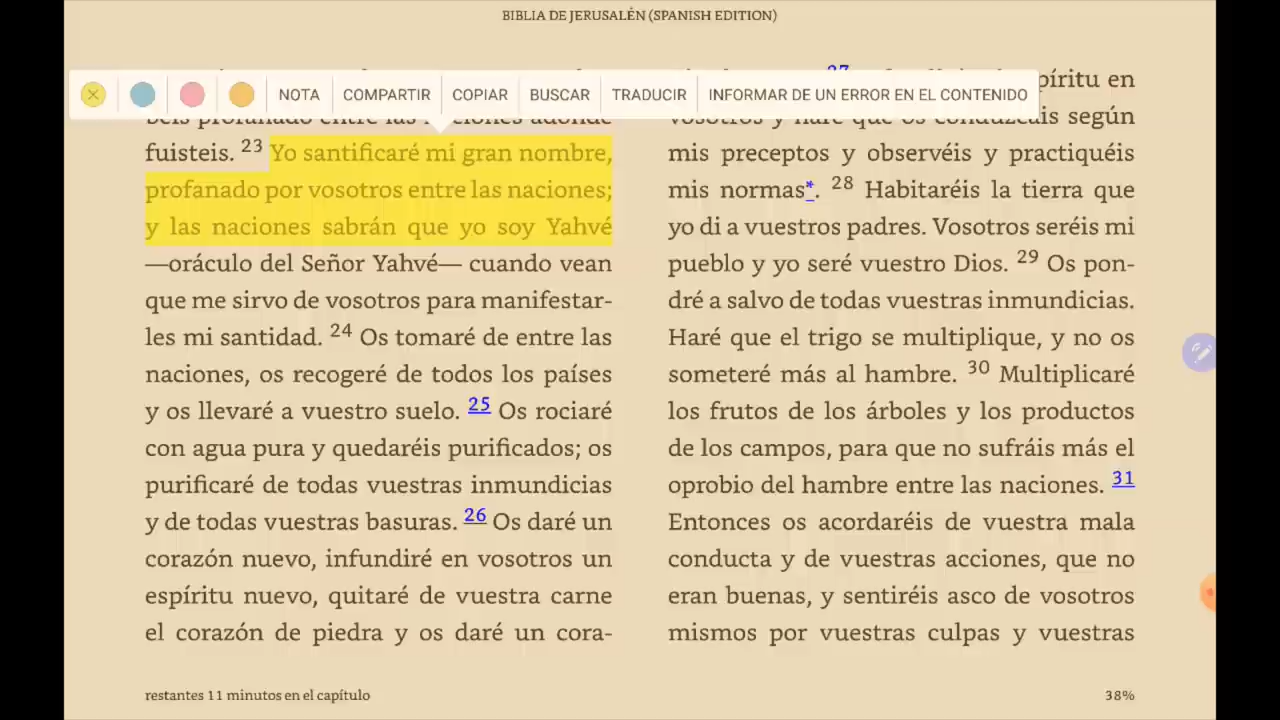 BIBLIA DE JERUSALÉN (SPANISH EDITION)
NOTA COMPARTIR COPIAR BUSCAR TRADUCIR INFORMAR DE UN ERROR EN EL CONTENIDO
béis profanado entre las naciones adonde
fuisteis. 23 Yo santificaré mi gran nombre,
profanado por vosotros entre las naciones;
y las naciones sabrán que yo soy Yahvé
—oráculo del Señor Yahvé— cuando vean
que me sirvo de vosotros para manifestar-
les mi santidad. 24 Os tomaré de entre las
naciones, os recogeré de todos los países
y os llevaré a vuestro suelo. 25 Os rociaré
con agua pura y quedaréis purificados; os
purificaré de todas vuestras inmundicias
y de todas vuestras basuras. 26 Os daré un
corazón nuevo, infundiré en vosotros un
espíritu nuevo, quitaré de vuestra carne
el corazón de piedra y os daré un cora-
27 espíritu en
vosotros y haré que os conduzcáis según
mis preceptos y observéis y practiquéis
mis normas*. 28 Habitaréis la tierra que
yo di a vuestros padres. Vosotros seréis mi
pueblo y yo seré vuestro Dios. 29 Os pon-
dré a salvo de todas vuestras inmundicias.
Haré que el trigo se multiplique, y no os
someteré más al hambre. 30 Multiplicaré
los frutos de los árboles y los productos
de los campos, para que no sufráis más el
oprobio del hambre entre las naciones. 31
Entonces os acordaréis de vuestra mala
conducta y de vuestras acciones, que no
eran buenas, y sentiréis asco de vosotros
mismos por vuestras culpas y vuestras
restantes 11 minutos en el capítulo
38%